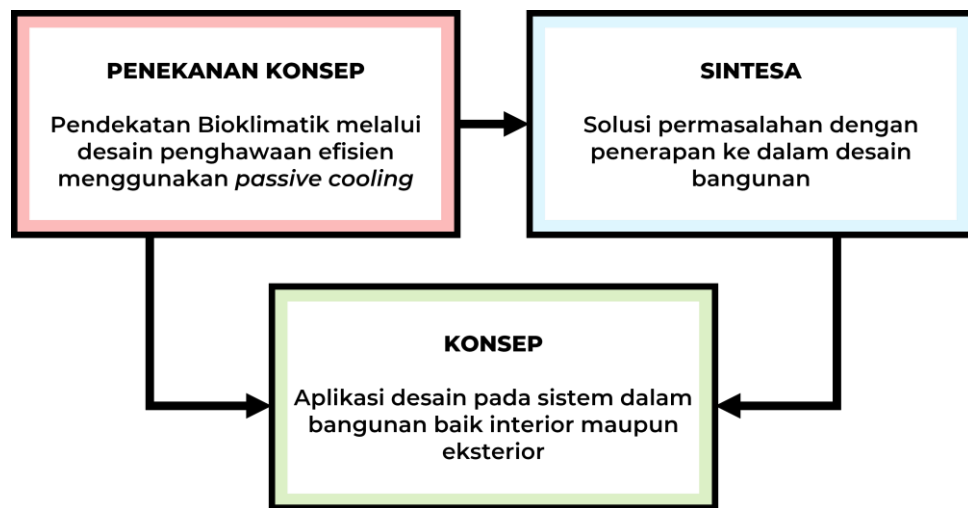 PENEKANAN KONSEP
Pendekatan Bioklimatik melalui
desain penghawaan efisien
menggunakan passive cooling
SINTESA
Solusi permasalahan dengan
penerapan ke dalam desain
bangunan
KONSEP
Aplikasi desain pada sistem dalam
bangunan baik interior maupun
eksterior